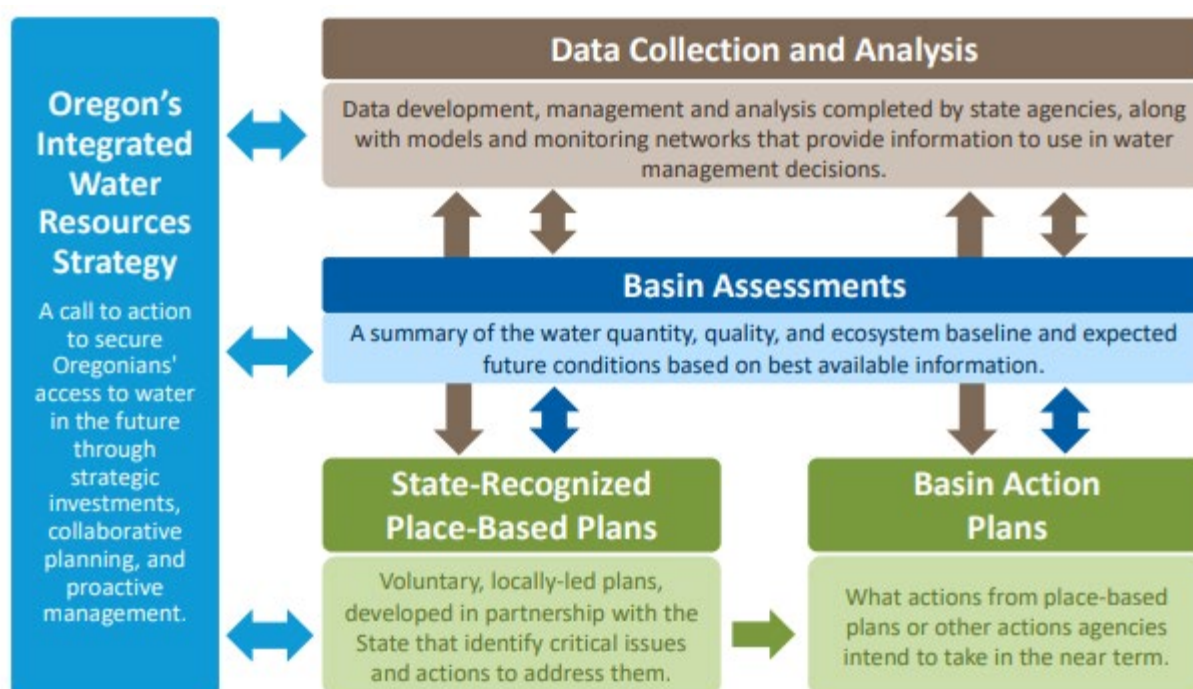 Oregon's
Integrated
Water
Resources
Strategy
A call to action
to secure
Oregonians'
access to water
in the future
through
strategic
investments,
collaborative
planning, and
proactive
management.
Data Collection and Analysis
Data development, management and analysis completed by state agencies, along
with models and monitoring networks that provide information to use in water
management decisions.
Basin Assessments
A summary of the water quantity, quality, and ecosystem baseline and expected
future conditions based on best available information.
State-Recognized
Place-Based Plans
Voluntary, locally-led plans,
developed in partnership with the
State that identify critical issues
and actions to address them.
Basin Action
Plans
What actions from place-based
plans or other actions agencies
intend to take in the near term.